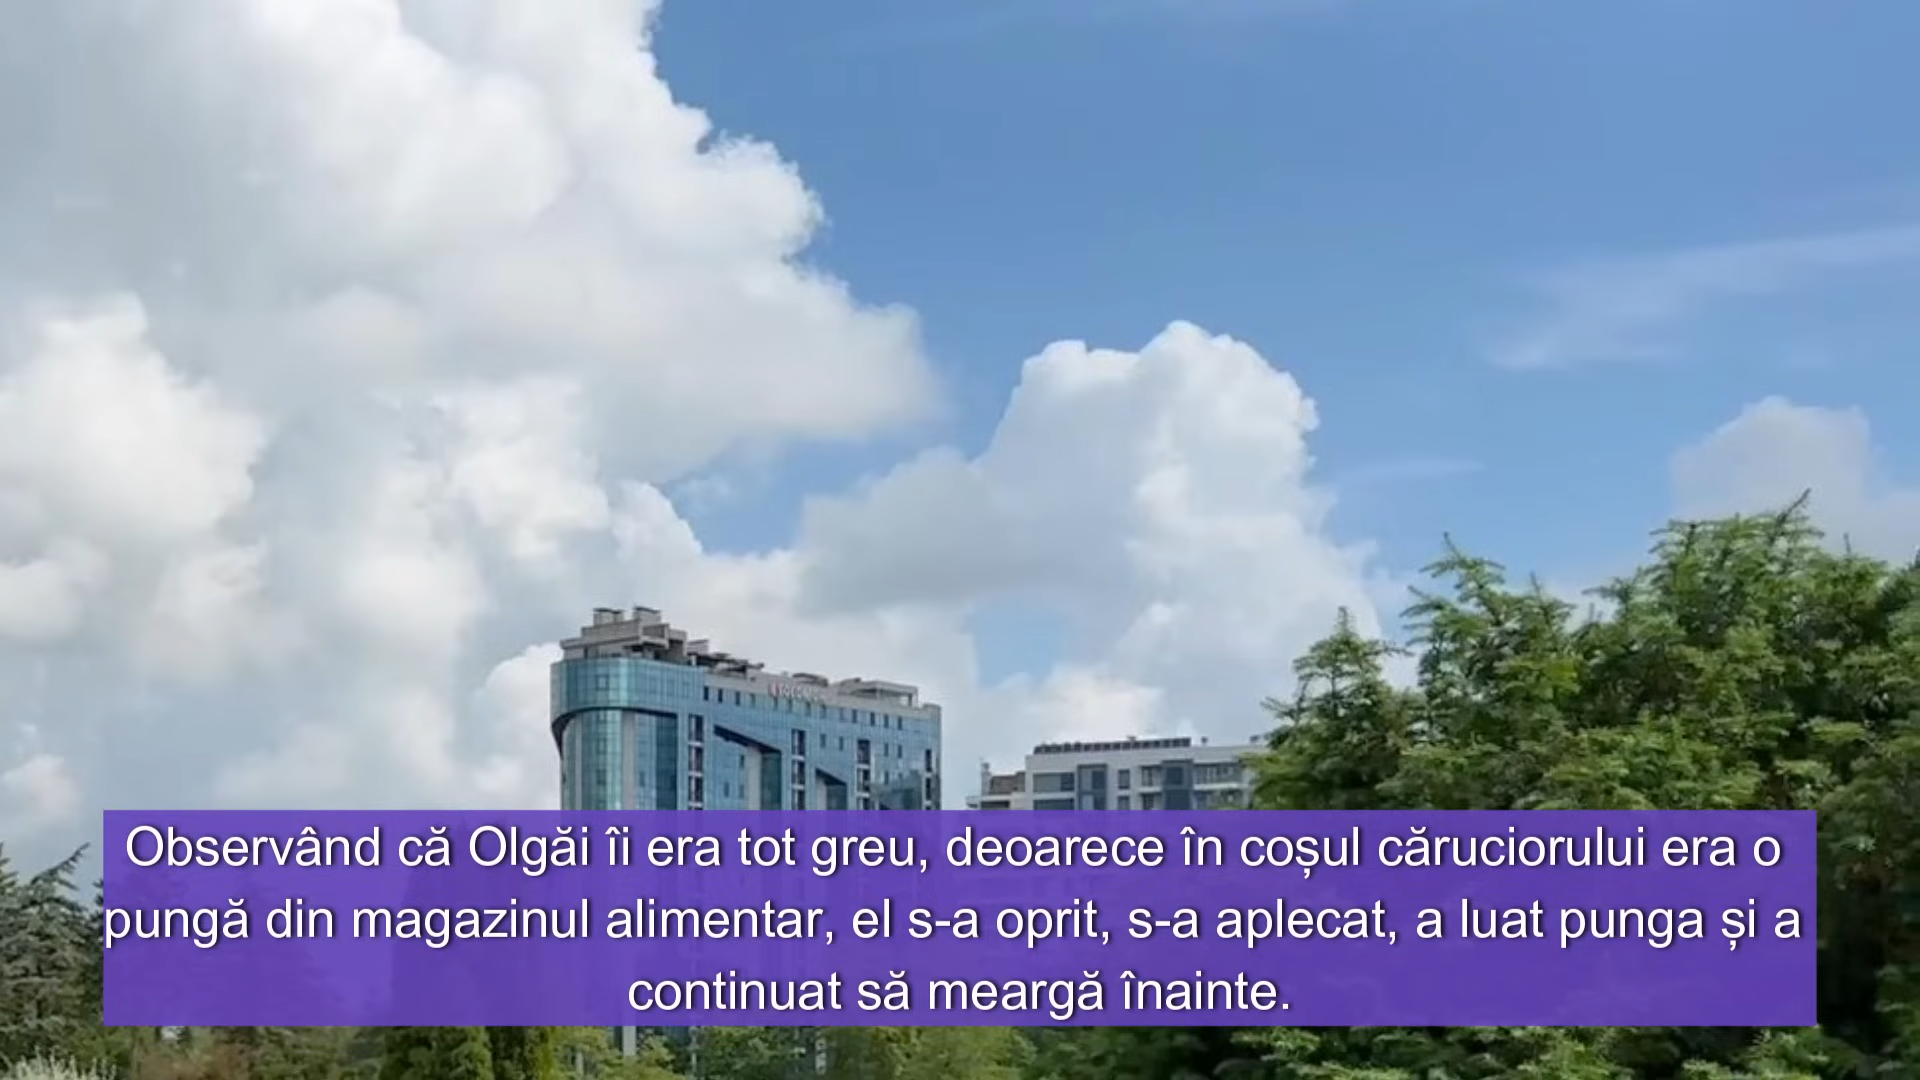 Observând că Olgăi îi era tot greu, deoarece în coșul căruciorului era o
pungă din magazinul alimentar, el s-a oprit, s-a aplecat, a luat punga și a
continuat să meargă înainte.